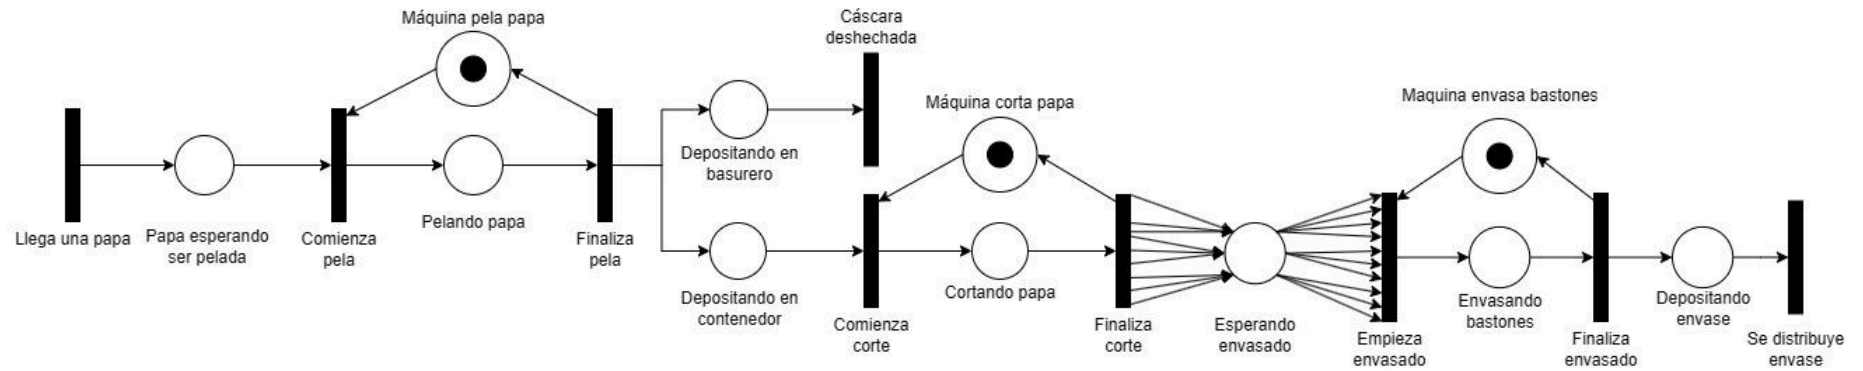 Máquina pela papa
Cáscara
deshechada
Máquina corta papa
Maquina envasa bastones
Llega una papa
Papa esperando
ser pelada
Comienza
pela
Pelando papa
Finaliza
pela
Depositando en
basurero
Depositando en
contenedor
Comienza
corte
Cortando papa
Finaliza
corte
Esperando
envasado
Empieza
envasado
Envasando
bastones
Finaliza
envasado
Depositando
envase
Se distribuye
envase